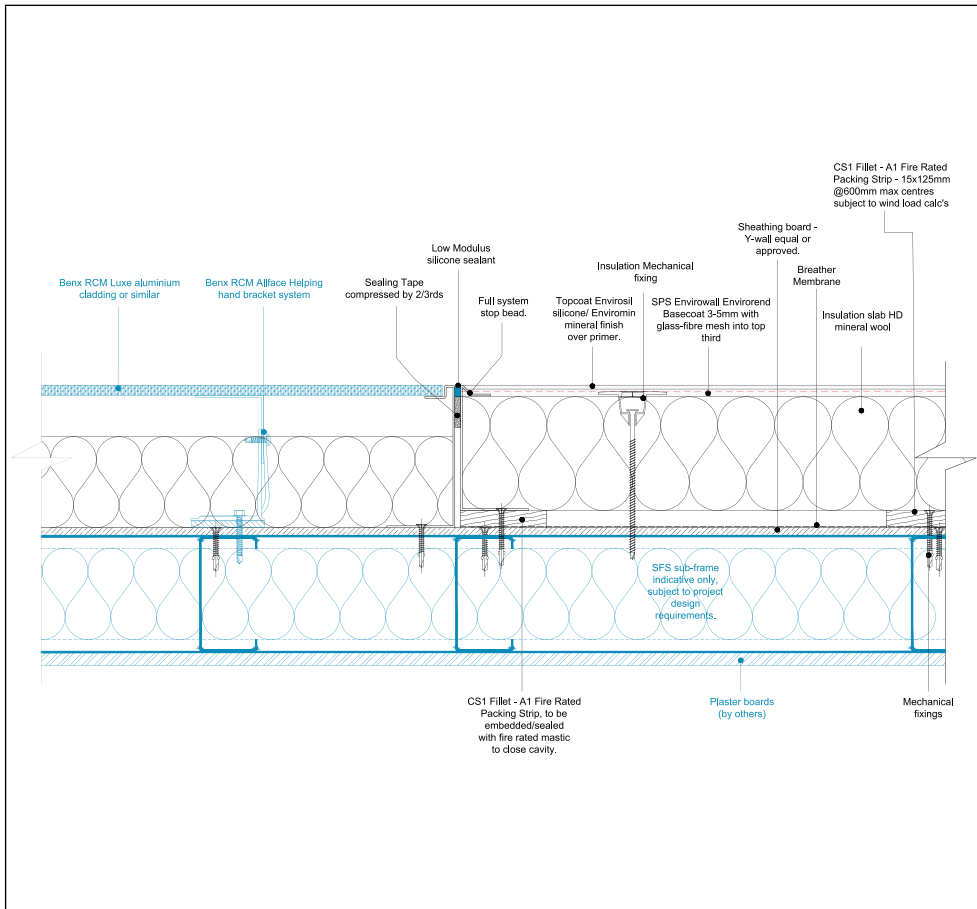 CS1 Fillet - A1 Fire Rated
Packing Strip - 15x125mm
@600mm max centres
subject to wind load calc's
Sheathing board -
Y-wall equal or
approved.
Low Modulus
silicone sealant
Insulation Mechanical
fixing
Breather
Membrane
Benx RCM Luxe aluminium
cladding or similar
Benx RCM Allface Helping
hand bracket system
Sealing Tape
compressed by 2/3rds
Full system
stop bead.
Topcoat Envirosil
silicone/ Enviromin
mineral finish
over primer.
SPS Envirowall Envirorend
Basecoat 3-5mm with
glass-fibre mesh into top
third
Insulation slab HD
mineral wool
SFS sub-frame
indicative only,
subject to project
design
requirements.
CS1 Fillet - A1 Fire Rated
Packing Strip, to be
embedded/sealed
with fire rated mastic
to close cavity.
Plaster boards
(by others)
Mechanical
fixings